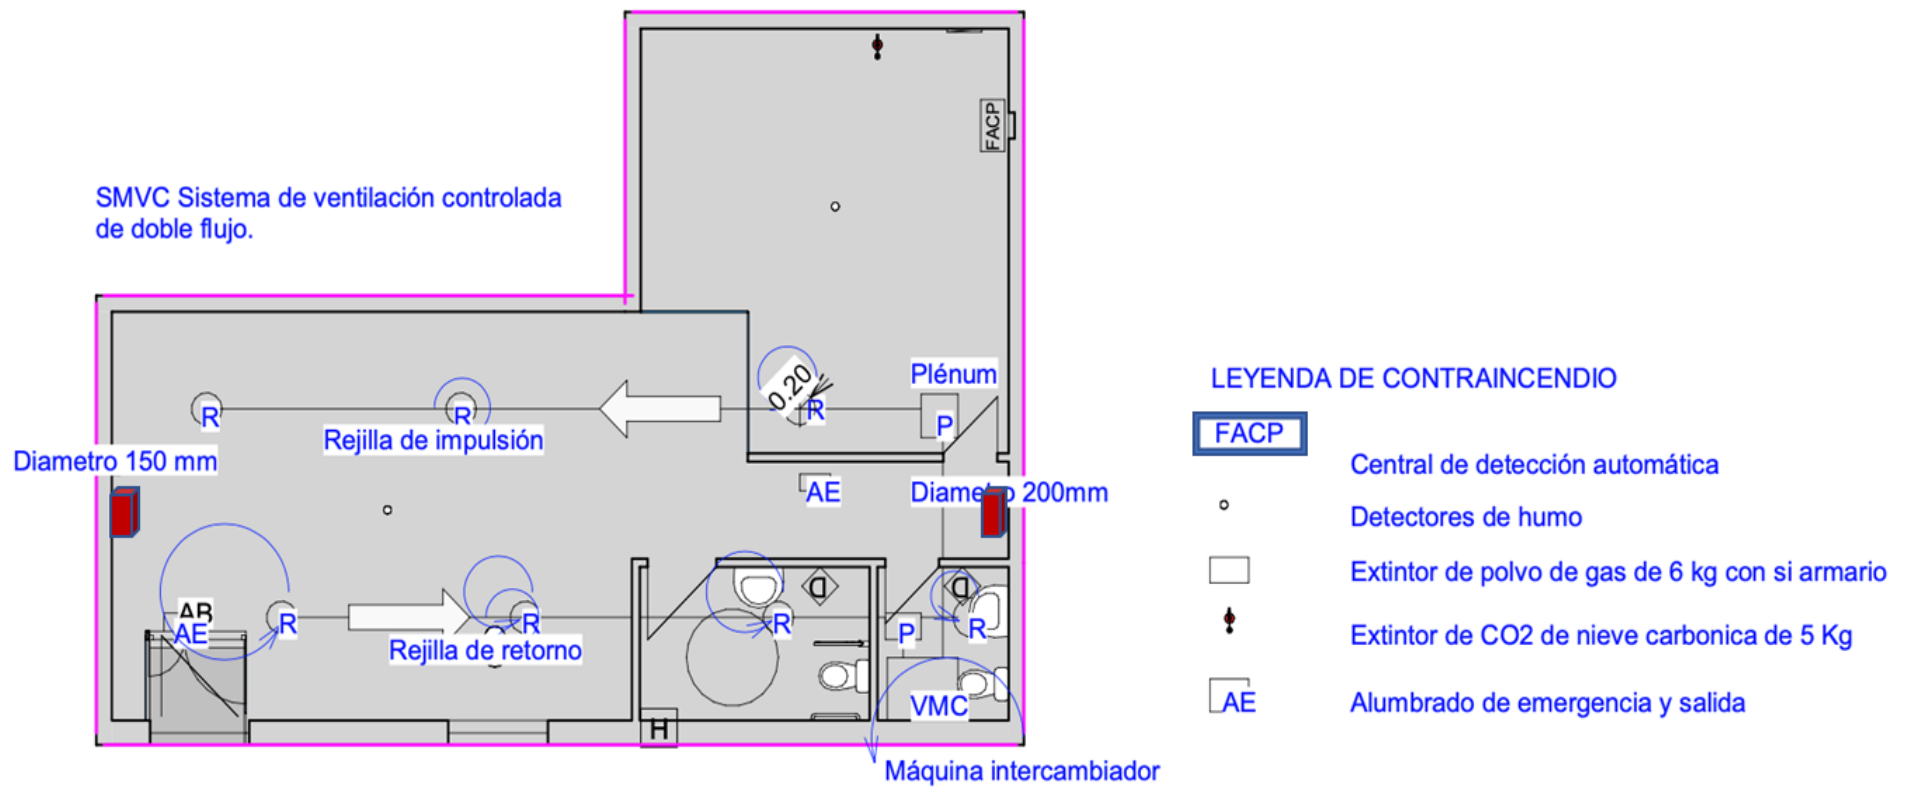 FACP
SMVC Sistema de ventilación controlada
de doble flujo.
Plénum
LEYENDA DE CONTRAINCENDIO
0.20
R
R
R
P
FACP
Rejilla de impulsión
Diametro 150 mm
Central de detección automática
AE
Diametro 200mm
Detectores de humo
Extintor de polvo de gas de 6 kg con si armario
D
D
AB
AE
R
R
R
P
R
Extintor de CO2 de nieve carbonica de 5 Kg
Rejilla de retorno
VMC
AE
Alumbrado de emergencia y salida
H
Máquina intercambiador